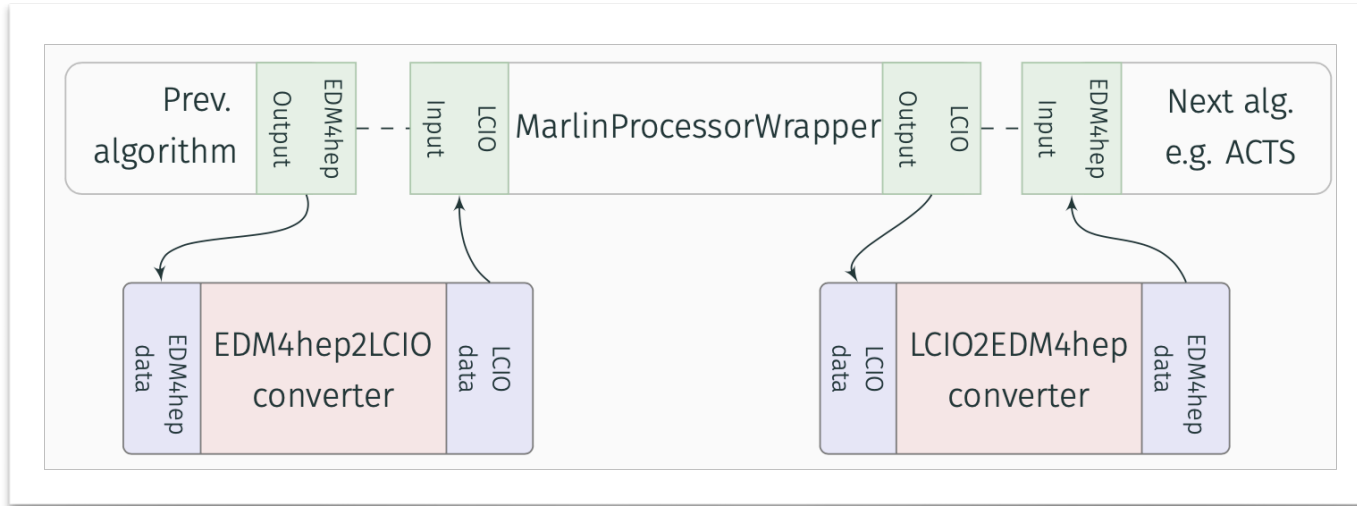 Prev.
algorithm
EDM4hep
Output
LCIO
Input
MarlinProcessorWrapper
LCIO
Output
EDM4hep
Input
Next alg.
e.g. ACTS
EDM4hep
data
EDM4hep2LCIO
converter
LCIO
data
LCIO
data
LCIO2EDM4hep
converter
EDM4hep
data